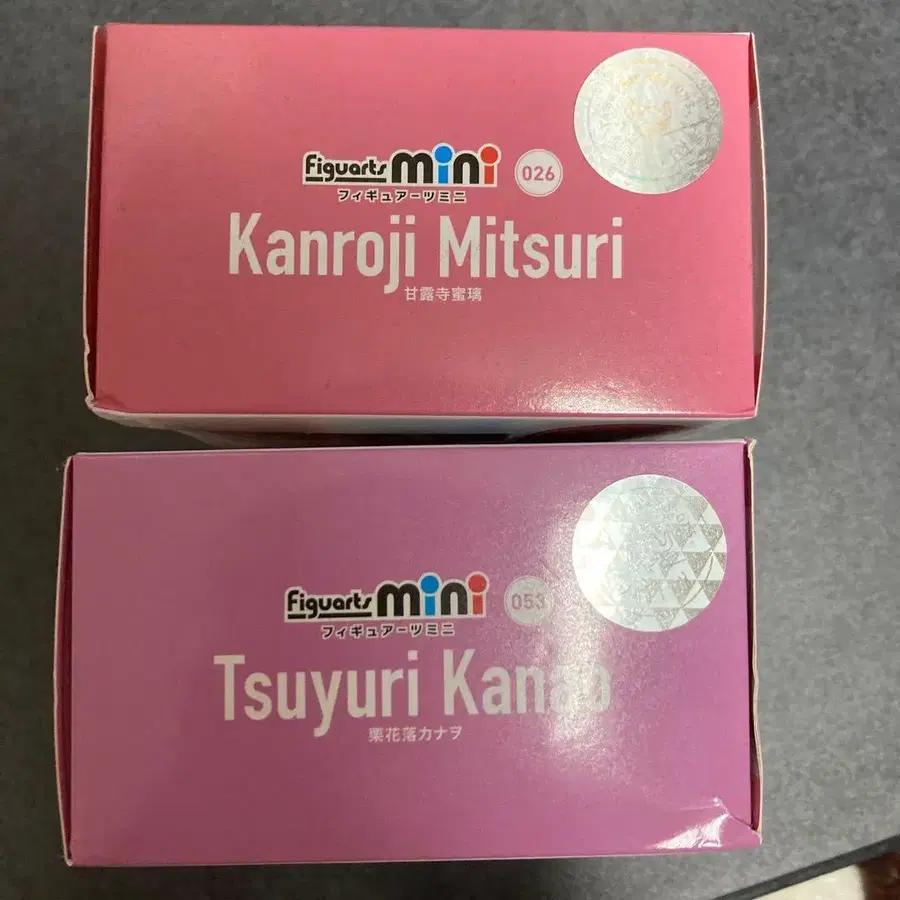 Figuarts mini 026
フィギュアーツミニ
Kanroji Mitsuri
甘露寺蜜璃
Figuarts mini 053
フィギュアーツミニ
Tsuyuri Kanao
栗花落カナヲ